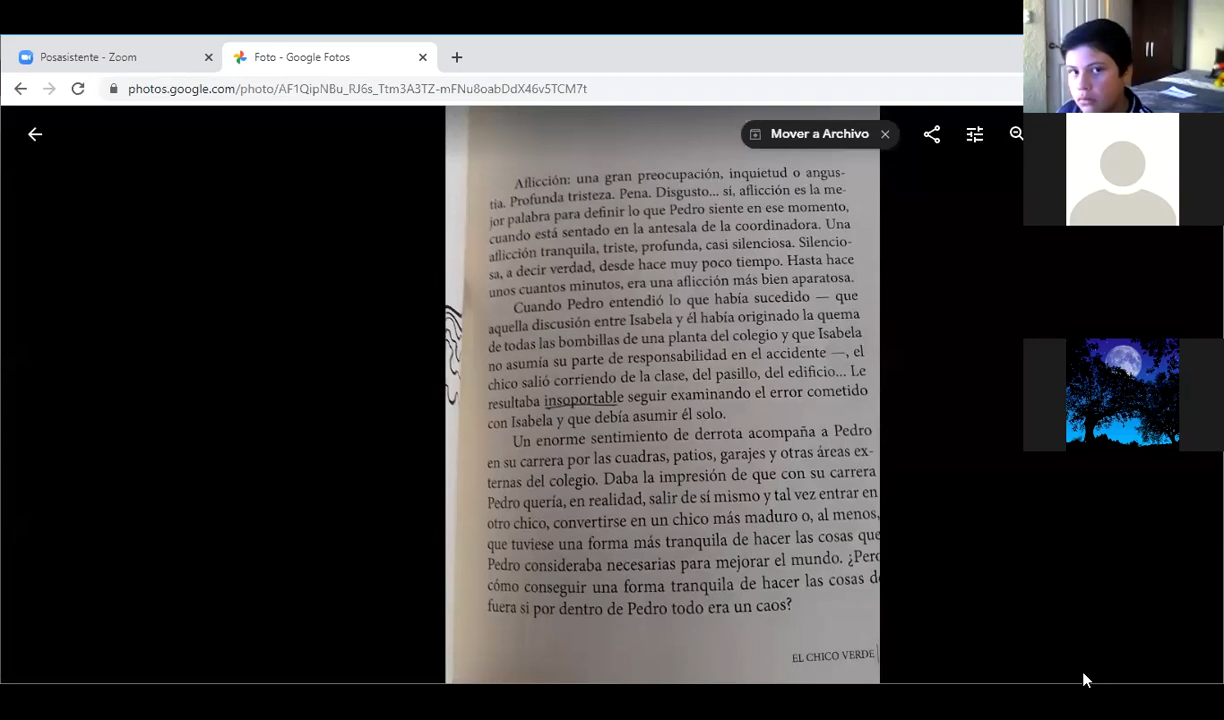 Posasistente - Zoom
Foto - Google Fotos
photos.google.com/photo/AF1QipNBu_RJ6s_Ttm3A3TZ-mFNu8oabDdX46v5TCM7t
Mover a Archivo
Aflicción: una gran preocupación, inquietud o angus-
tia. Profunda tristeza. Pena. Disgusto... sí, aflicción es la me-
jor palabra para definir lo que Pedro siente en ese momento,
cuando está sentado en la antesala de la coordinadora. Una
aflicción tranquila, triste, profunda, casi silenciosa. Silencio-
sa, a decir verdad, desde hace muy poco tiempo. Hasta hace
unos cuantos minutos, era una aflicción más bien aparatosa.
Cuando Pedro entendió lo que había sucedido — que
aquella discusión entre Isabela y él había originado la quema
de todas las bombillas de una planta del colegio y que Isabela
no asumía su parte de responsabilidad en el accidente —, el
chico salió corriendo de la clase, del pasillo, del edificio... Le
resultaba insoportable seguir examinando el error cometido
con Isabela y que debía asumir él solo.
Un enorme sentimiento de derrota acompaña a Pedro
en su carrera por las cuadras, patios, garajes y otras áreas ex-
ternas del colegio. Daba la impresión de que con su carrera
Pedro quería, en realidad, salir de sí mismo y tal vez entrar en
otro chico, convertirse en un chico más maduro o, al menos,
que tuviese una forma más tranquila de hacer las cosas que
Pedro consideraba necesarias para mejorar el mundo. ¿Pero
cómo conseguir una forma tranquila de hacer las cosas d
fuera si por dentro de Pedro todo era un caos?
EL CHICO VERDE